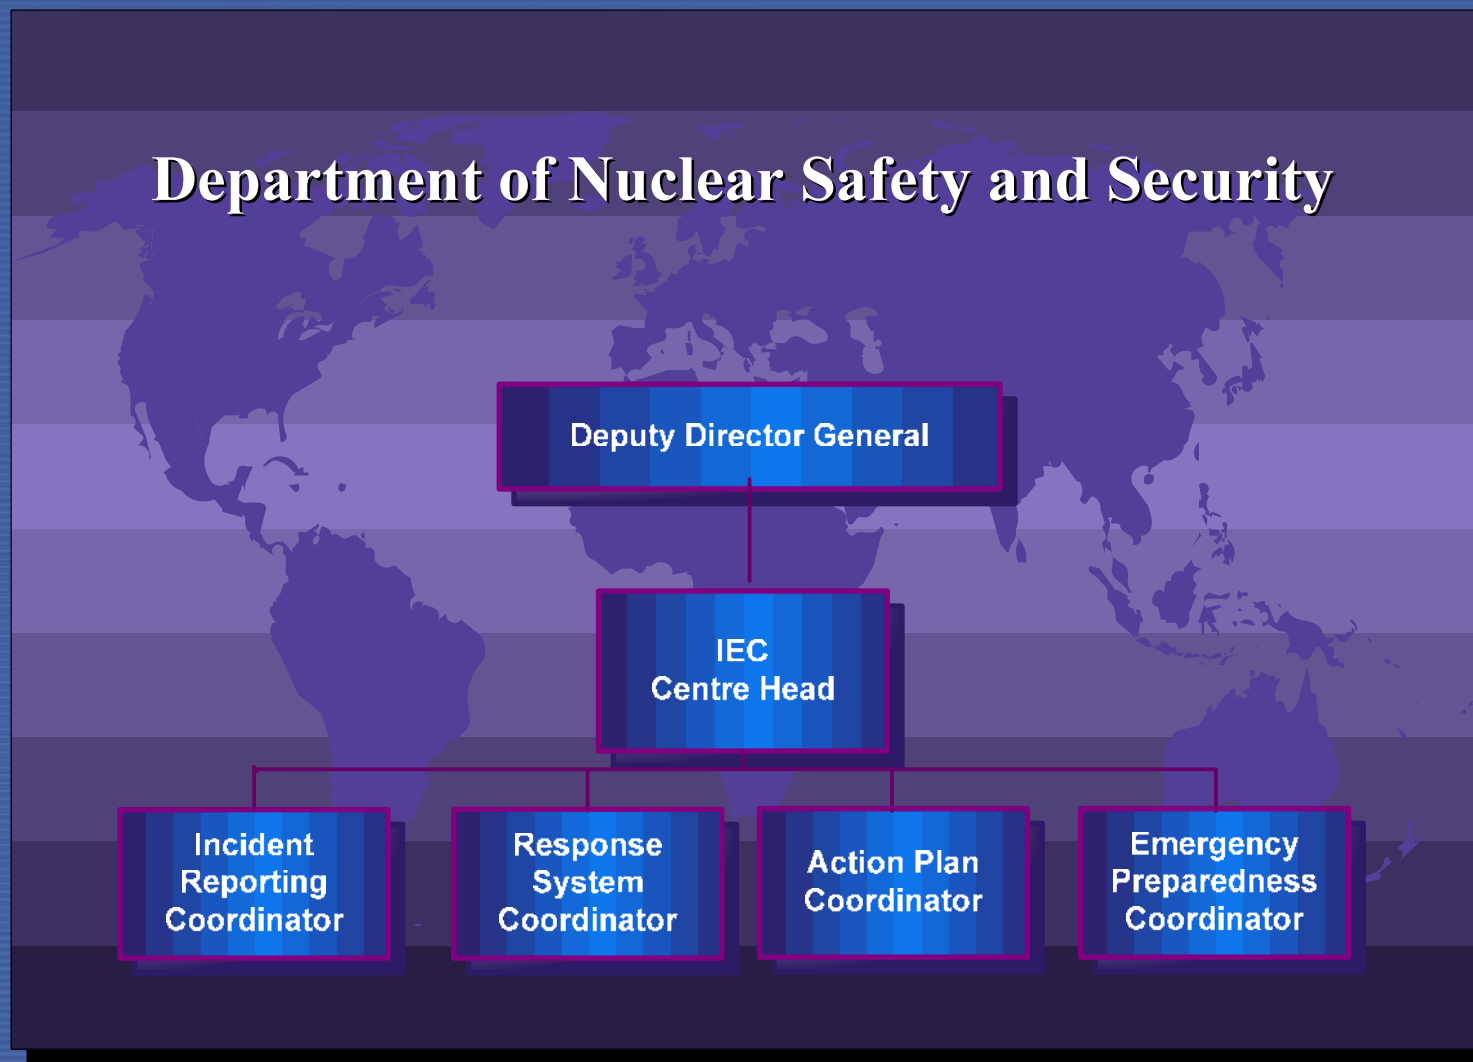 Department of Nuclear Safety and Security
Deputy Director General
IEC
Centre Head
Incident
Reporting
Coordinator
Response
System
Coordinator
Action Plan
Coordinator
Emergency
Preparedness
Coordinator